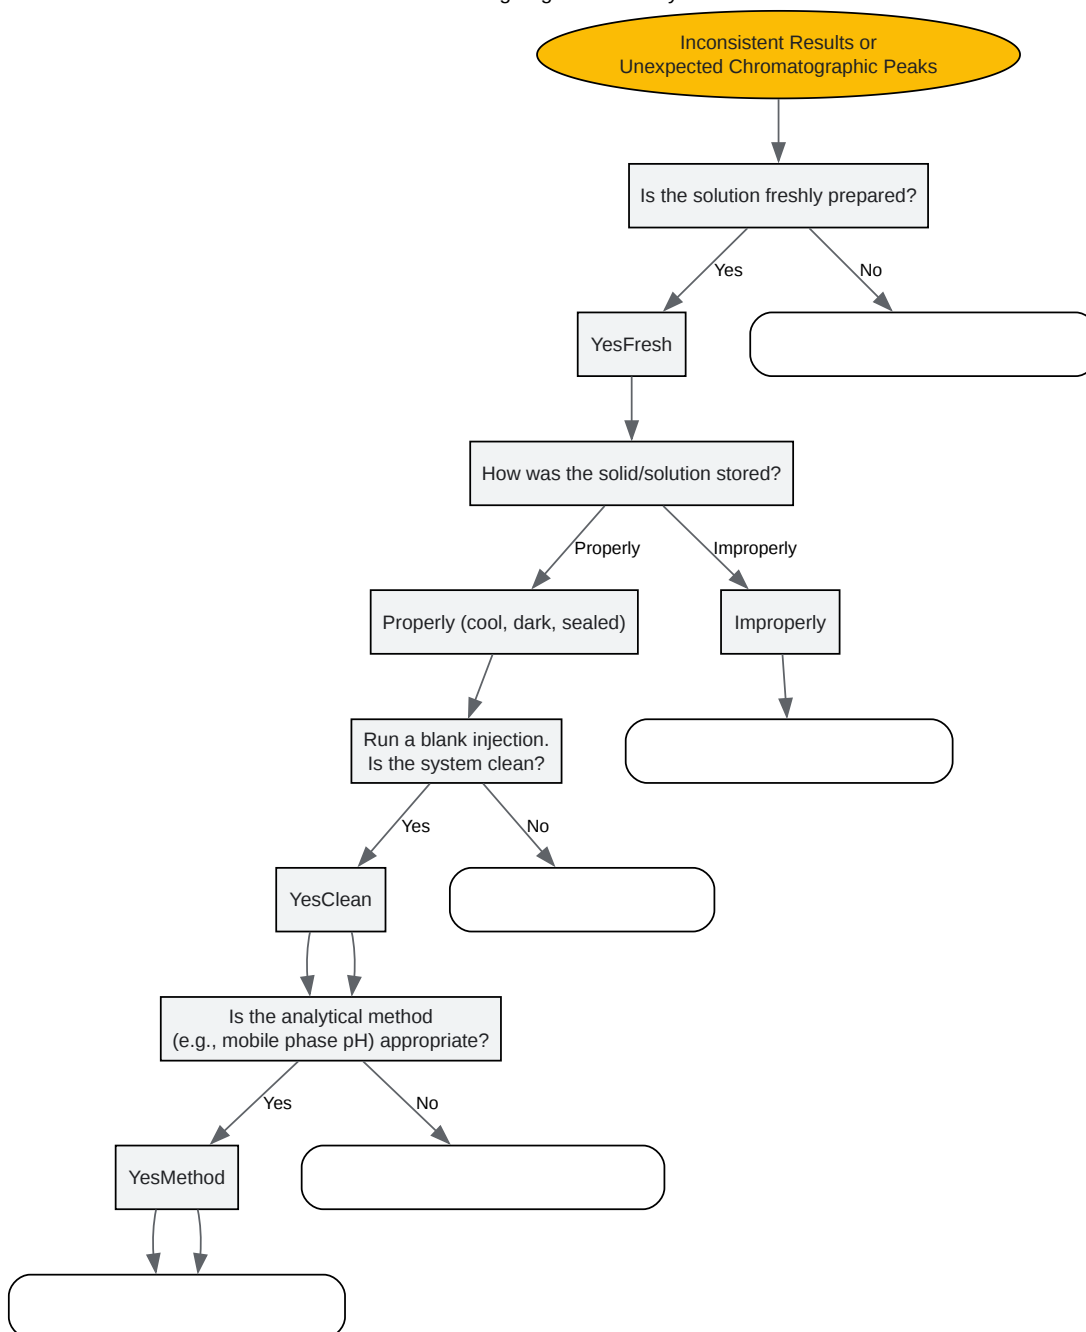 Inconsistent Results or
Unexpected Chromatographic Peaks
Is the solution freshly prepared?
Yes
No
YesFresh
How was the solid/solution stored?
Properly
Improperly
Properly (cool, dark, sealed)
Improperly
Run a blank injection.
Is the system clean?
Yes
No
YesClean
Is the analytical method
(e.g., mobile phase pH) appropriate?
Yes
No
YesMethod